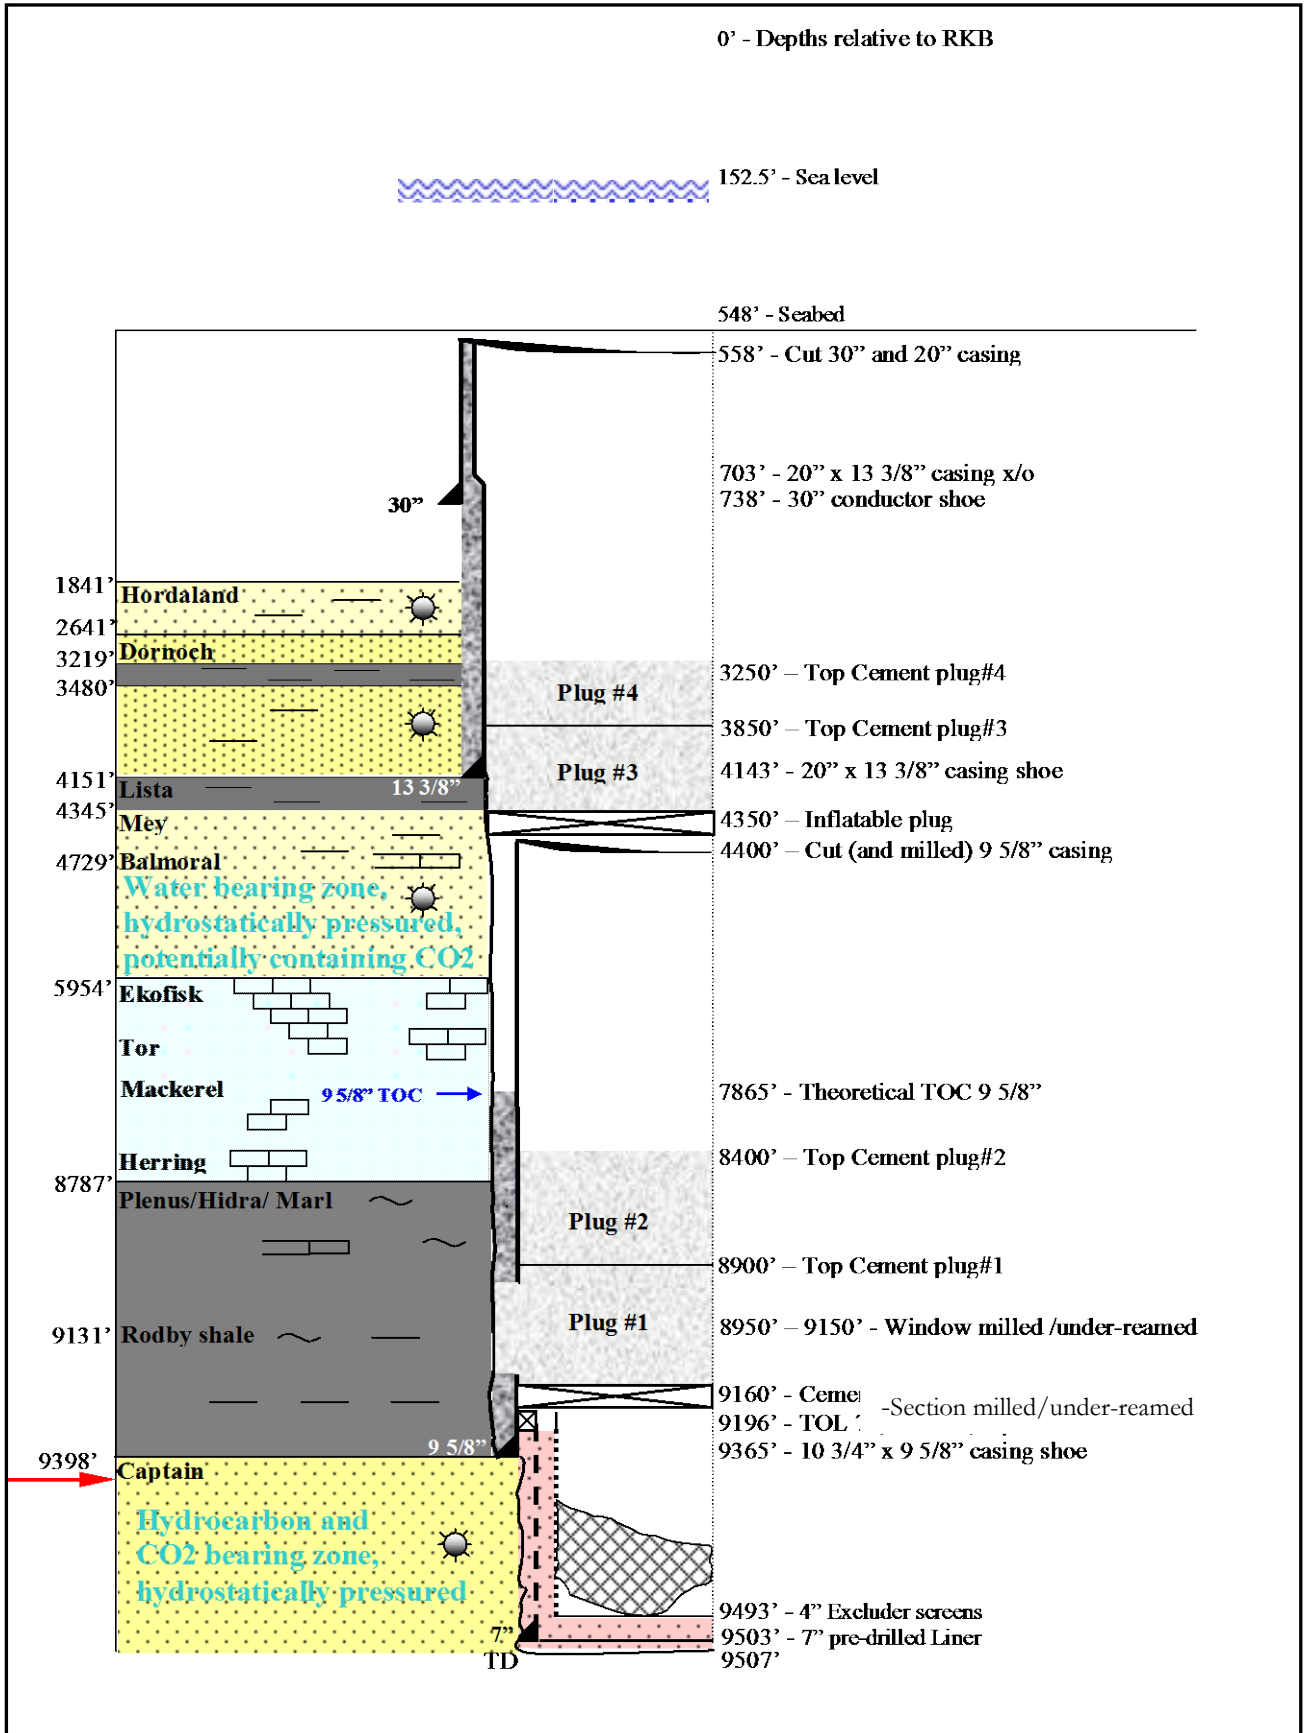 0’ - Depths relative to RKB
152.5’ - Sea level
548’ - Seabed
558’ - Cut 30” and 20” casing
703’ - 20” x 13 3/8” casing x/o
30”
738’ - 30” conductor shoe
1841’
Hordaland
2641’
Dornoch
3219’
3250’ – Top Cement plug#4
3480’
Plug #4
3850’ – Top Cement plug#3
Plug #3
4143’ - 20” x 13 3/8” casing shoe
4151’
Lista
13 3/8”
4345’
Mey
4350’ – Inflatable plug
4729’
Balmoral
4400’ – Cut (and milled) 9 5/8” casing
Water bearing zone,
hydrostatically pressured,
potentially containing CO2
5954’
Ekofisk
Tor
Mackerel
9 5/8” TOC
7865’ - Theoretical TOC 9 5/8”
Herring
8400’ – Top Cement plug#2
8787’
Plenus/Hidra/ Marl
Plug #2
8900’ – Top Cement plug#1
Plug #1
8950’ – 9150’ - Window milled /under-reamed
9131’
Rodby shale
9160’ -
-Section milled/under-reamed
9196’ - TOL
9 5/8”
9365’ - 10 3/4” x 9 5/8” casing shoe
9398’
Captain
Hydrocarbon and
CO2 bearing zone,
hydrostatically pressured
9493’ - 4” Excluder screens
7”
9503’ - 7” pre-drilled Liner
TD
9507’